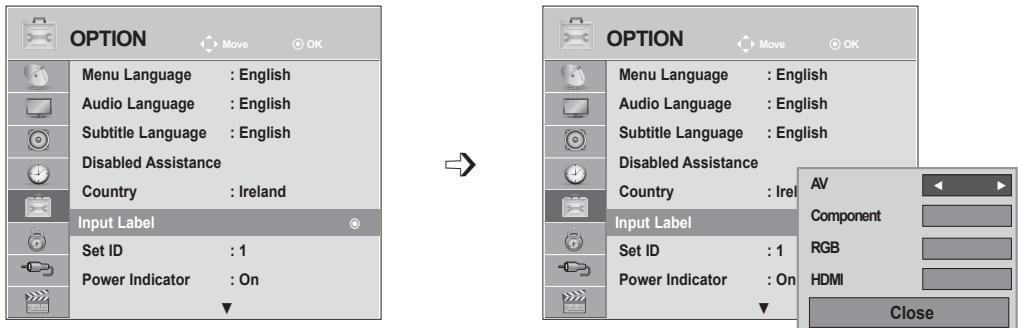 OPTION Move OK
Menu Language : English
Audio Language : English
Subtitle Language : English
Disabled Assistance
Country : Ireland
Input Label
Set ID : 1
Power Indicator : On
OPTION Move OK
Menu Language : English
Audio Language : English
Subtitle Language : English
Disabled Assistance
Country : Irel
Input Label
Set ID : 1
Power Indicator : On
AV
Component
RGB
HDMI
Close